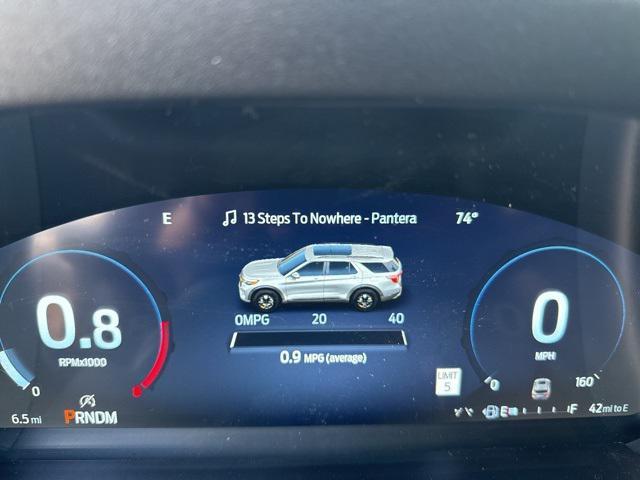 E
13 Steps To Nowhere - Pantera
74°
0MPG 20 40
0.9 MPG (average)
0.8
RPMx1000
0
0
MPH
0 160
LIMIT
5
6.5 mi
PRNDM
E F
42 mi to E